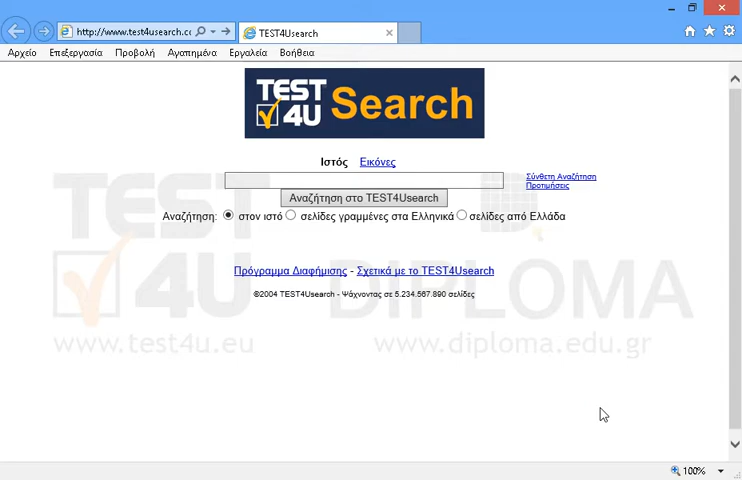 http://www.test4usearch.cc
TEST4Usearch
Αρχείο Επεξεργασία Προβολή Αγαπημένα Εργαλεία Βοήθεια
TEST 4U Search
Ιστός Εικόνες
Σύνθετη Αναζήτηση
Προτιμήσεις
Αναζήτηση στο TEST4Usearch
Αναζήτηση: στον ιστό σελίδες γραμμένες στα Ελληνικά σελίδες από Ελλάδα
Πρόγραμμα Διαφήμισης - Σχετικά με το TEST4Usearch
©2004 TEST4Usearch - Ψάχνοντας σε 5.234.567.890 σελίδες
TEST 4U DIPLOMA
www.test4u.eu www.diploma.edu.gr
100%